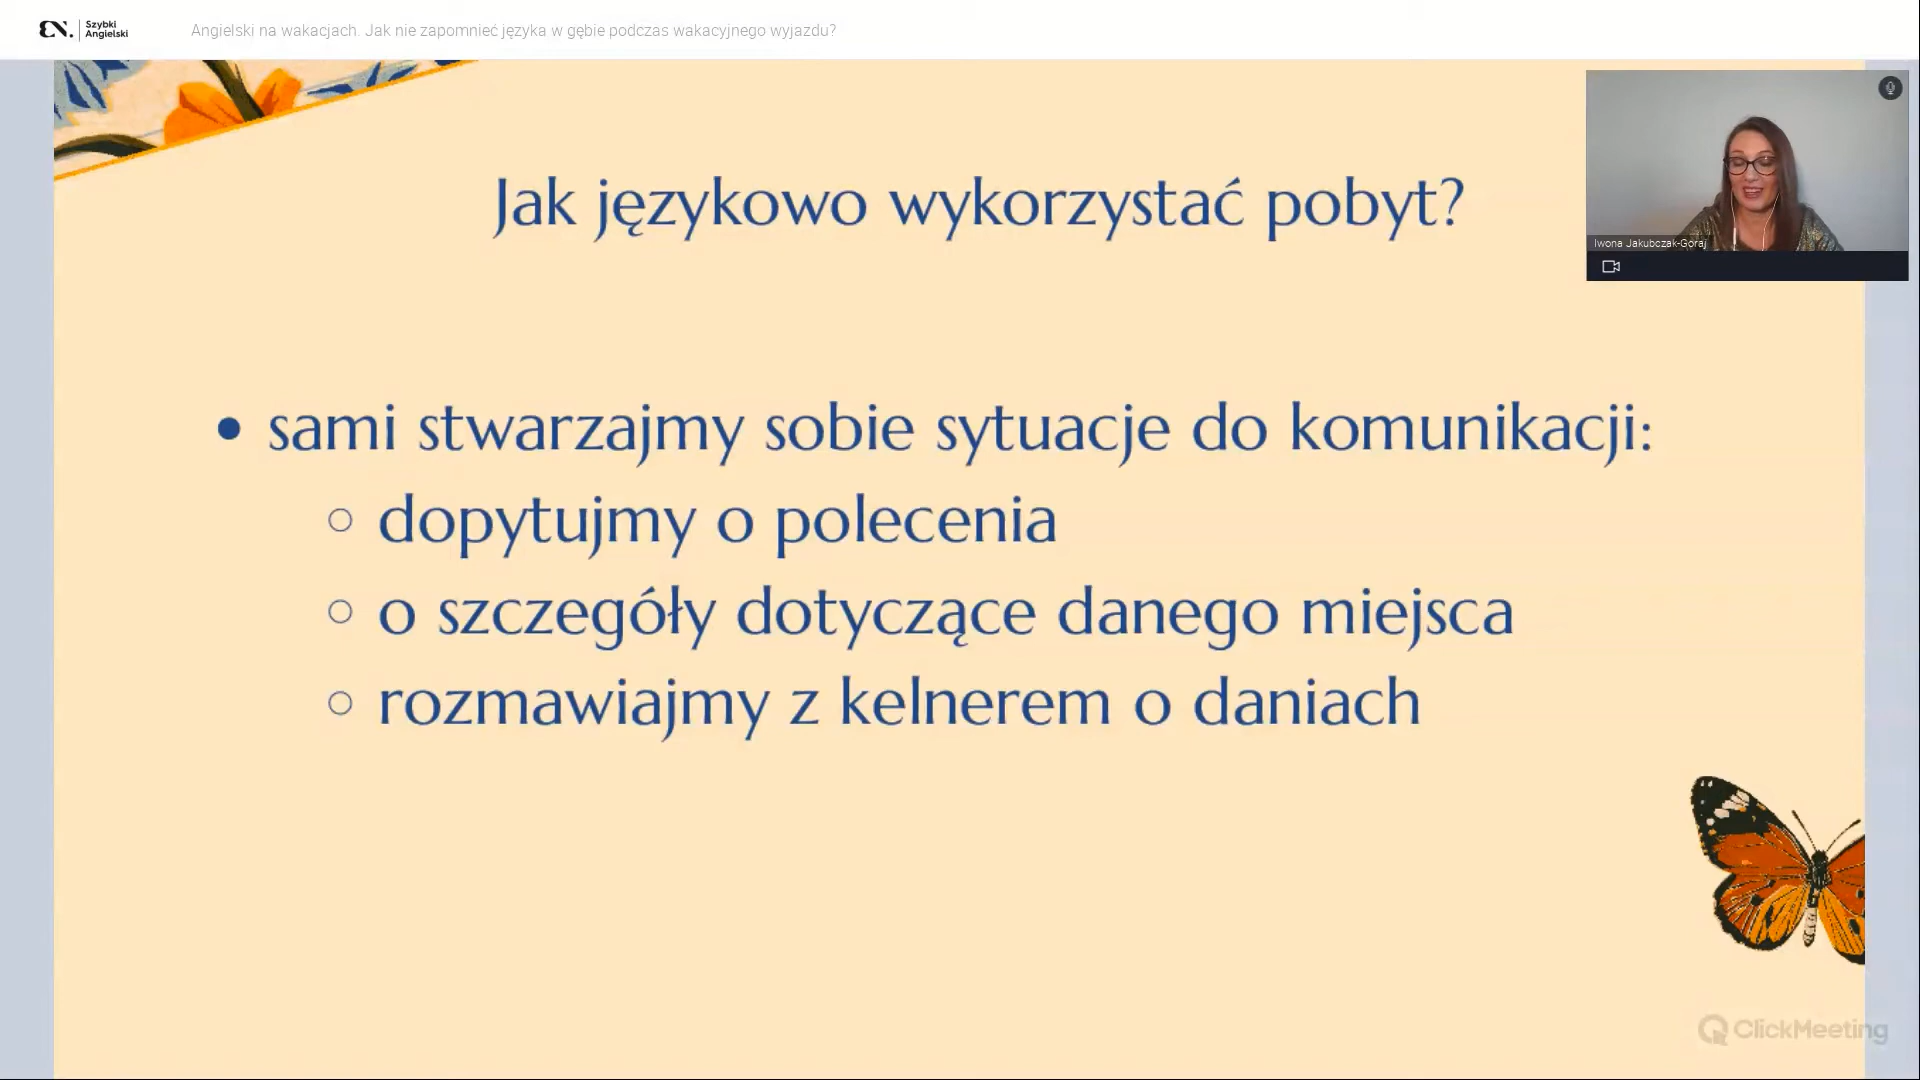 EN. Szybki
Angielski
Angielski na wakacjach. Jak nie zapomnieć języka w gębie podczas wakacyjnego wyjazdu?
Jak językowo wykorzystać pobyt?
Iwona Jakubczak-Goraj
• sami stwarzajmy sobie sytuacje do komunikacji:
○ dopytujmy o polecenia
○ o szczegóły dotyczące danego miejsca
○ rozmawiajmy z kelnerem o daniach
ClickMeeting